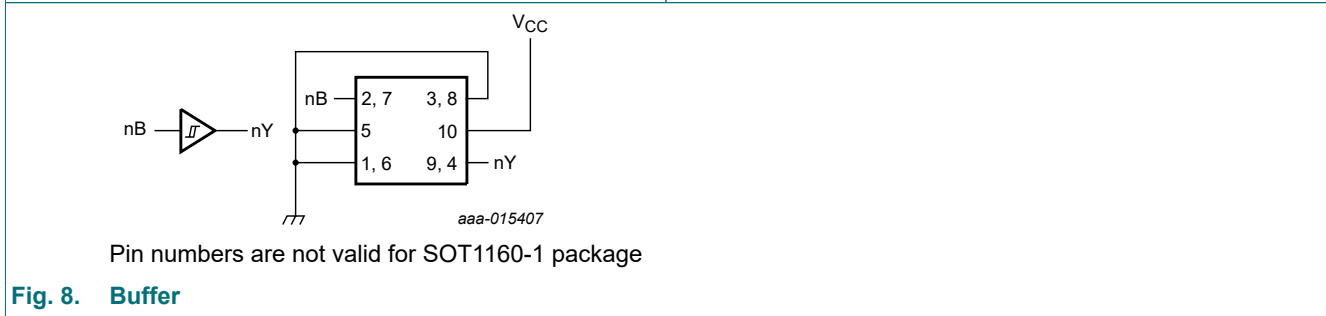 VCC
nB 2, 7 3, 8
nB nY 5 10
1, 6 9, 4 nY
aaa-015407
Pin numbers are not valid for SOT1160-1 package
Fig. 8. Buffer